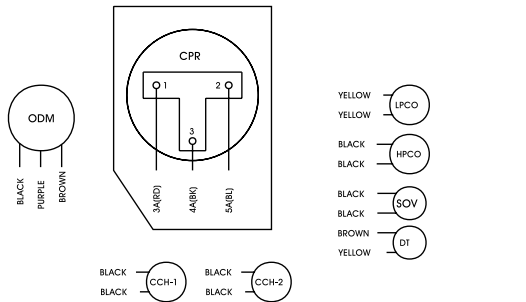 CPR
1
2
3
3A(RD)
4A(BK)
5A(BL)
ODM
BLACK
PURPLE
BROWN
YELLOW
YELLOW
LPCO
BLACK
BLACK
HPCO
BLACK
BLACK
SOV
BROWN
YELLOW
DT
BLACK
BLACK
CCH-1
BLACK
BLACK
CCH-2